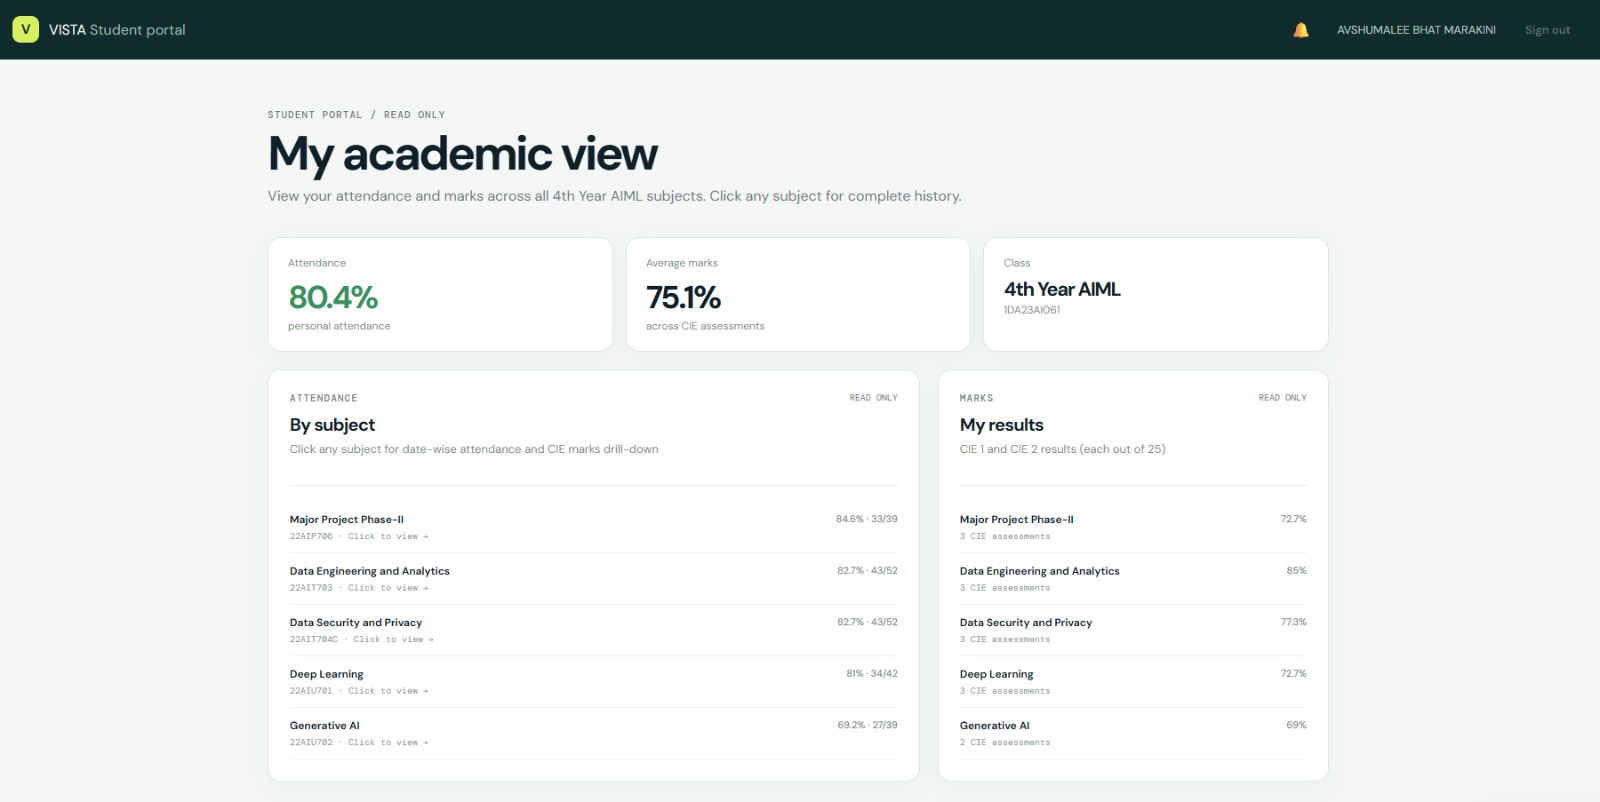 V VISTA Student portal
AVSHUMALEE BHAT MARAKINI Sign out
STUDENT PORTAL / READ ONLY
My academic view
View your attendance and marks across all 4th Year AIML subjects. Click any subject for complete history.
Attendance
80.4%
personal attendance
Average marks
75.1%
across CIE assessments
Class
4th Year AIML
1DA23AI061
ATTENDANCE READ ONLY
By subject
Click any subject for date-wise attendance and CIE marks drill-down
Major Project Phase-II 84.6% · 33/39
22AIP706 · Click to view →
Data Engineering and Analytics 82.7% · 43/52
22AIT703 · Click to view →
Data Security and Privacy 82.7% · 43/52
22AIT704C · Click to view →
Deep Learning 81% · 34/42
22AIU701 · Click to view →
Generative AI 69.2% · 27/39
22AIU702 · Click to view →
MARKS READ ONLY
My results
CIE 1 and CIE 2 results (each out of 25)
Major Project Phase-II 72.7%
3 CIE assessments
Data Engineering and Analytics 85%
3 CIE assessments
Data Security and Privacy 77.3%
3 CIE assessments
Deep Learning 72.7%
3 CIE assessments
Generative AI 69%
2 CIE assessments